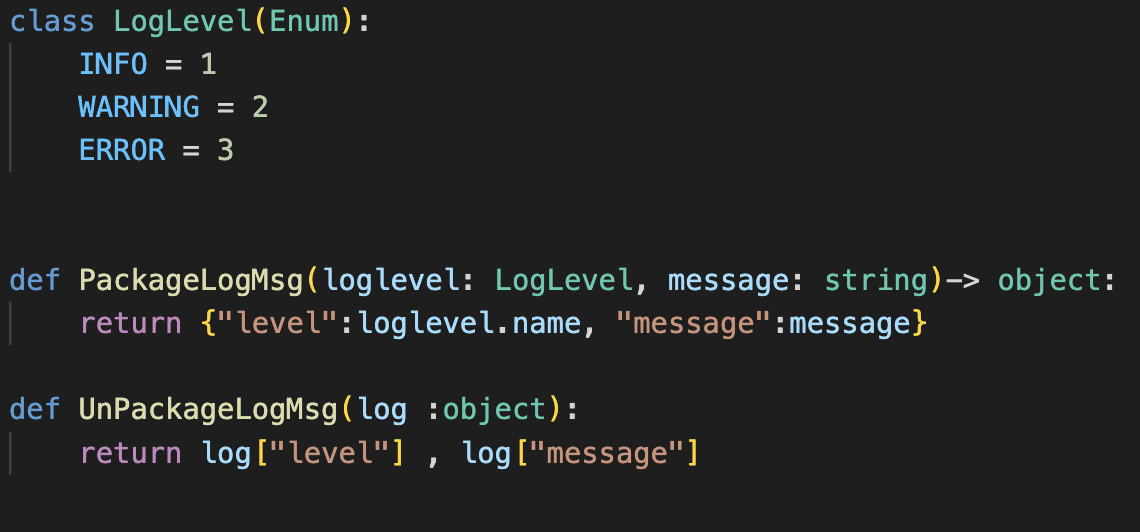 class LogLevel(Enum):
    INFO = 1
    WARNING = 2
    ERROR = 3
def PackageLogMsg(loglevel: LogLevel, message: string)-> object:
    return {"level":loglevel.name, "message":message}
def UnPackageLogMsg(log :object):
    return log["level"] , log["message"]